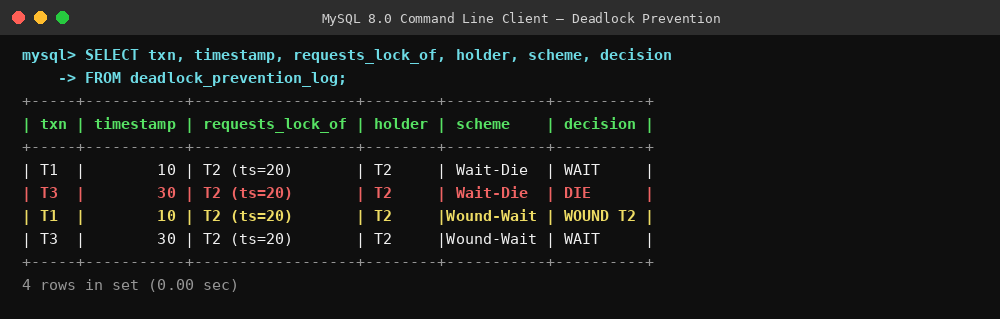 MySQL 8.0 Command Line Client — Deadlock Prevention
mysql> SELECT txn, timestamp, requests_lock_of, holder, scheme, decision
    -> FROM deadlock_prevention_log;
+-----+-----------+------------------+--------+-----------+----------+
| txn | timestamp | requests_lock_of | holder | scheme    | decision |
+-----+-----------+------------------+--------+-----------+----------+
| T1  |        10 | T2 (ts=20)       | T2     | Wait-Die  | WAIT     |
| T3  |        30 | T2 (ts=20)       | T2     | Wait-Die  | DIE      |
| T1  |        10 | T2 (ts=20)       | T2     |Wound-Wait | WOUND T2 |
| T3  |        30 | T2 (ts=20)       | T2     |Wound-Wait | WAIT     |
+-----+-----------+------------------+--------+-----------+----------+
4 rows in set (0.00 sec)